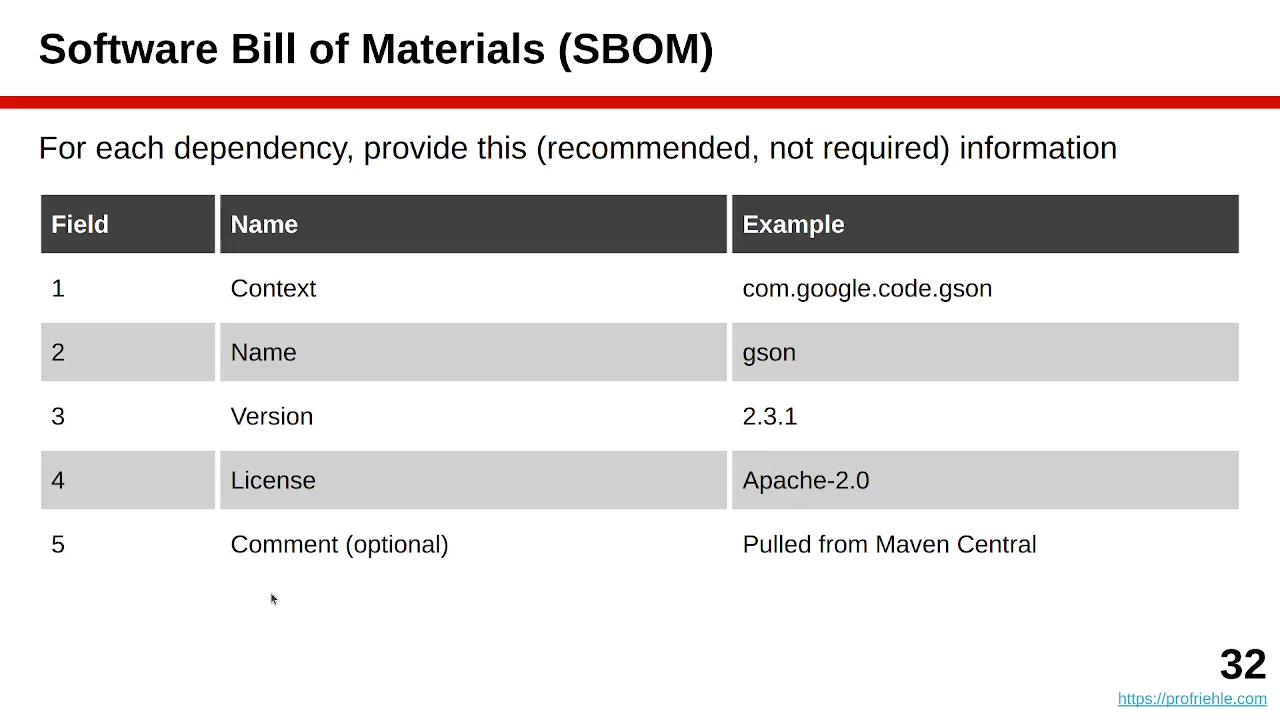 Software Bill of Materials (SBOM)
For each dependency, provide this (recommended, not required) information
Field Name Example
1 Context com.google.code.gson
2 Name gson
3 Version 2.3.1
4 License Apache-2.0
5 Comment (optional) Pulled from Maven Central
32
https://profriehle.com